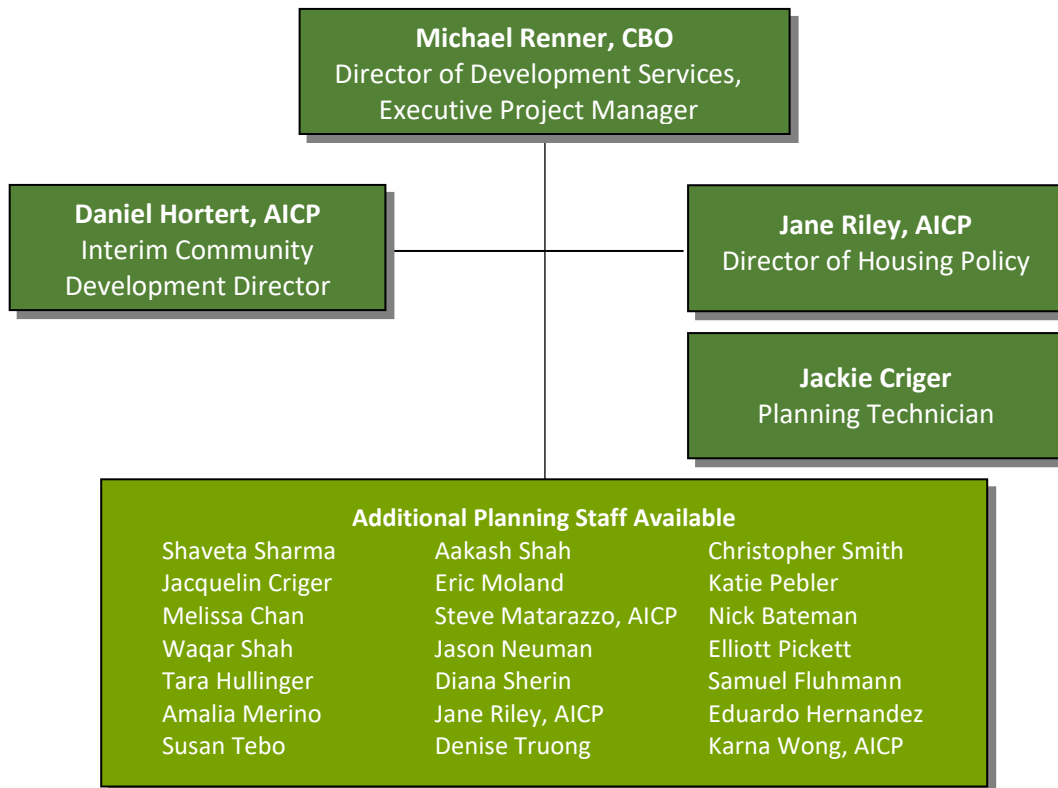 Michael Renner, CBO
Director of Development Services,
Executive Project Manager
Daniel Hortert, AICP
Interim Community
Development Director
Jane Riley, AICP
Director of Housing Policy
Jackie Criger
Planning Technician
Additional Planning Staff Available
Shaveta Sharma
Jacquelin Criger
Melissa Chan
Waqar Shah
Tara Hullinger
Amalia Merino
Susan Tebo
Aakash Shah
Eric Moland
Steve Matarazzo, AICP
Jason Neuman
Diana Sherin
Jane Riley, AICP
Denise Truong
Christopher Smith
Katie Pebler
Nick Bateman
Elliott Pickett
Samuel Fluhmann
Eduardo Hernandez
Karna Wong, AICP